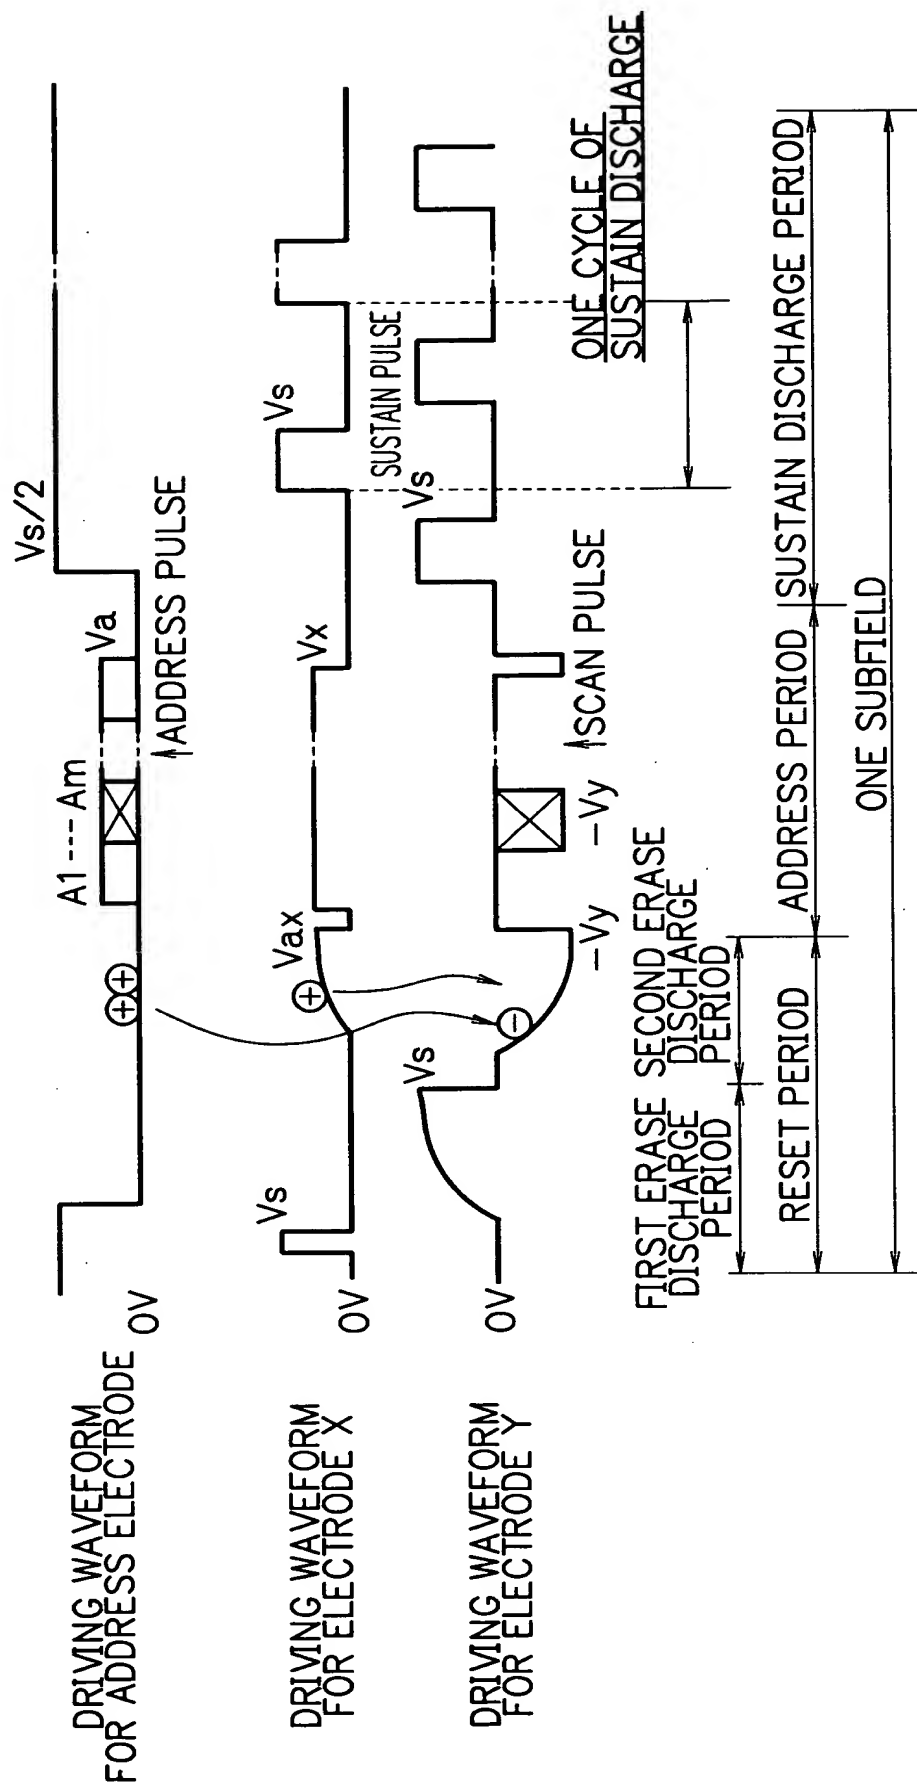 DRIVING WAVEFORM
FOR ADDRESS ELECTRODE
0V
A1 ---- Am
Va
Vs/2
ADDRESS PULSE
DRIVING WAVEFORM
FOR ELECTRODE X
0V
Vs
+
+
+
Vax
Vx
Vs
SUSTAIN PULSE
DRIVING WAVEFORM
FOR ELECTRODE Y
0V
Vs
−
−Vy
−Vy
SCAN PULSE
Vs
ONE CYCLE OF
SUSTAIN DISCHARGE
FIRST ERASE
DISCHARGE
PERIOD
SECOND ERASE
DISCHARGE
PERIOD
RESET PERIOD
ADDRESS PERIOD
SUSTAIN DISCHARGE PERIOD
ONE SUBFIELD